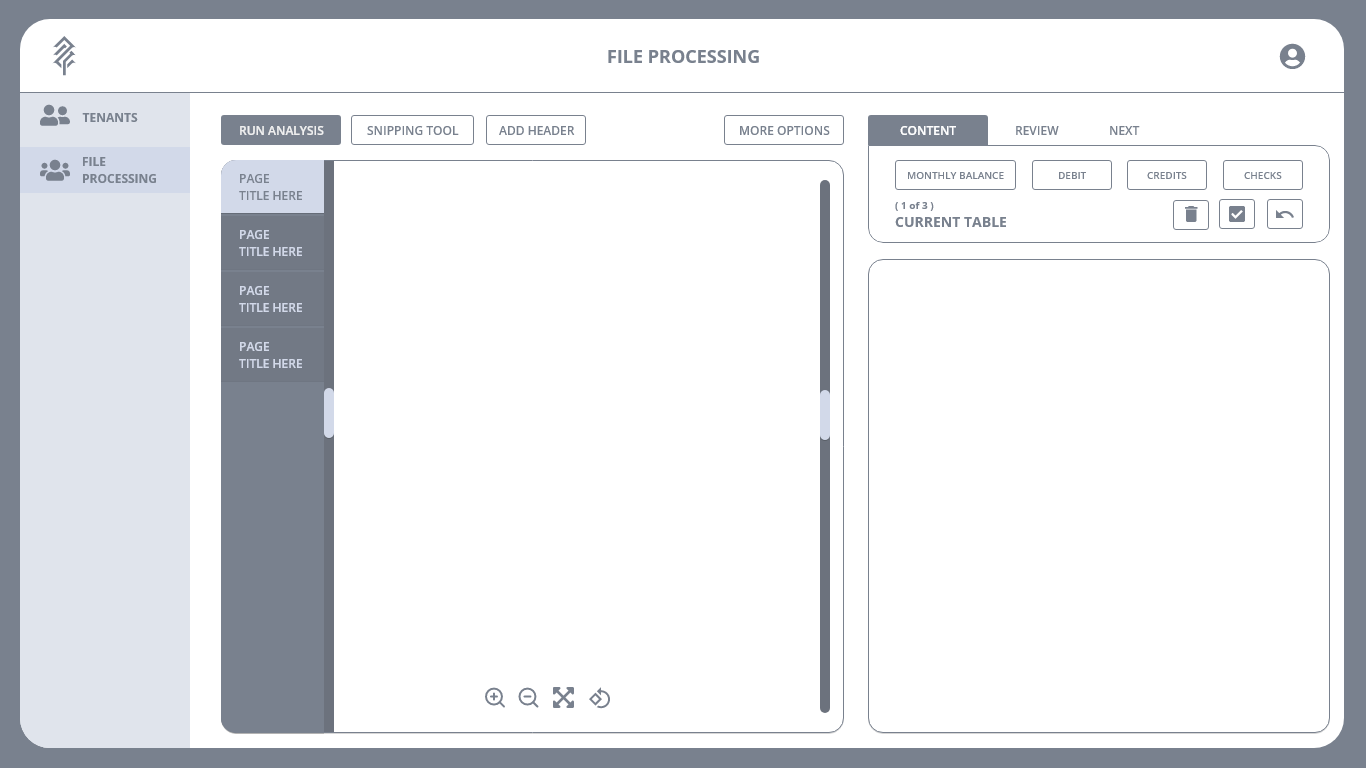 FILE PROCESSING
TENANTS
FILE
PROCESSING
RUN ANALYSIS
SNIPPING TOOL
ADD HEADER
MORE OPTIONS
PAGE
TITLE HERE
PAGE
TITLE HERE
PAGE
TITLE HERE
PAGE
TITLE HERE
CONTENT
REVIEW
NEXT
MONTHLY BALANCE
DEBIT
CREDITS
CHECKS
( 1 of 3 )
CURRENT TABLE